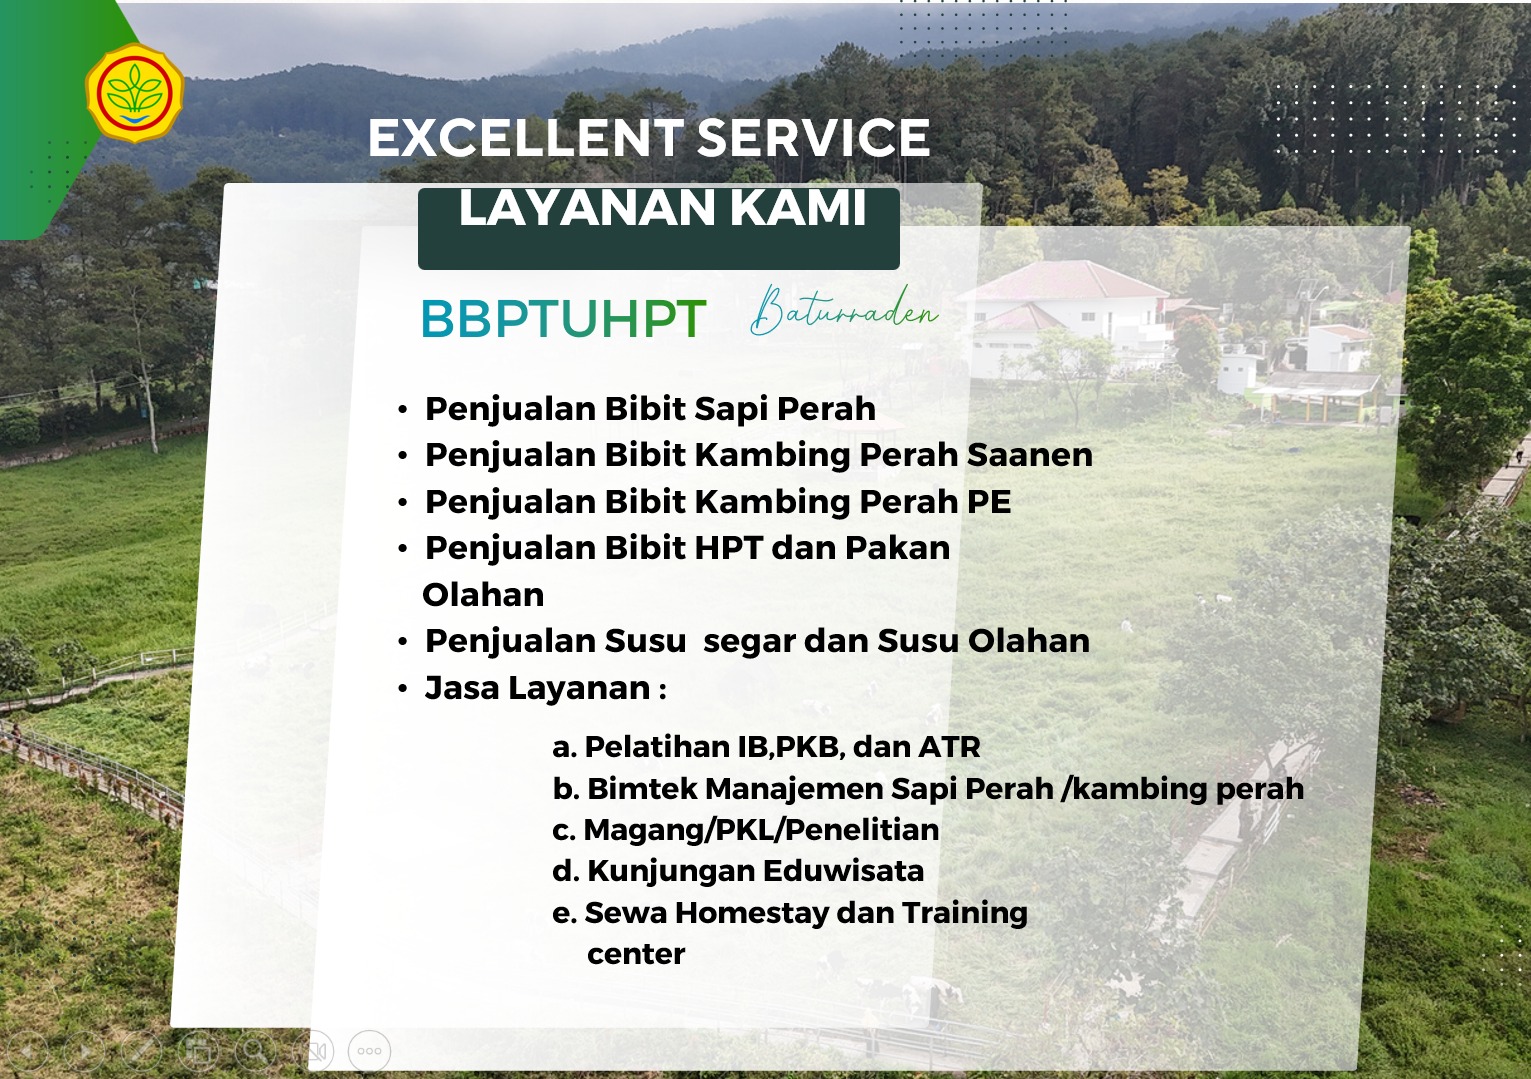 EXCELLENT SERVICE
LAYANAN KAMI
BBPTUHPT Baturraden
• Penjualan Bibit Sapi Perah
• Penjualan Bibit Kambing Perah Saanen
• Penjualan Bibit Kambing Perah PE
• Penjualan Bibit HPT dan Pakan
Olahan
• Penjualan Susu  segar dan Susu Olahan
• Jasa Layanan :
a. Pelatihan IB,PKB, dan ATR
b. Bimtek Manajemen Sapi Perah /kambing perah
c. Magang/PKL/Penelitian
d. Kunjungan Eduwisata
e. Sewa Homestay dan Training
center